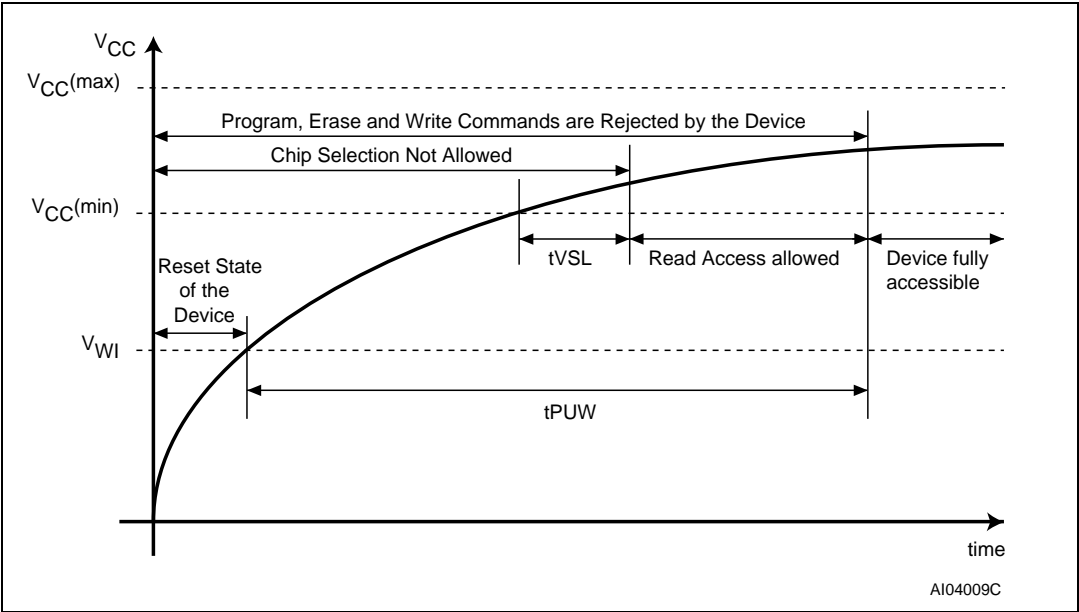 VCC
VCC(max)
Program, Erase and Write Commands are Rejected by the Device
Chip Selection Not Allowed
VCC(min)
tVSL
Read Access allowed
Device fully
accessible
Reset State
of the
Device
VWI
tPUW
time
AI04009C